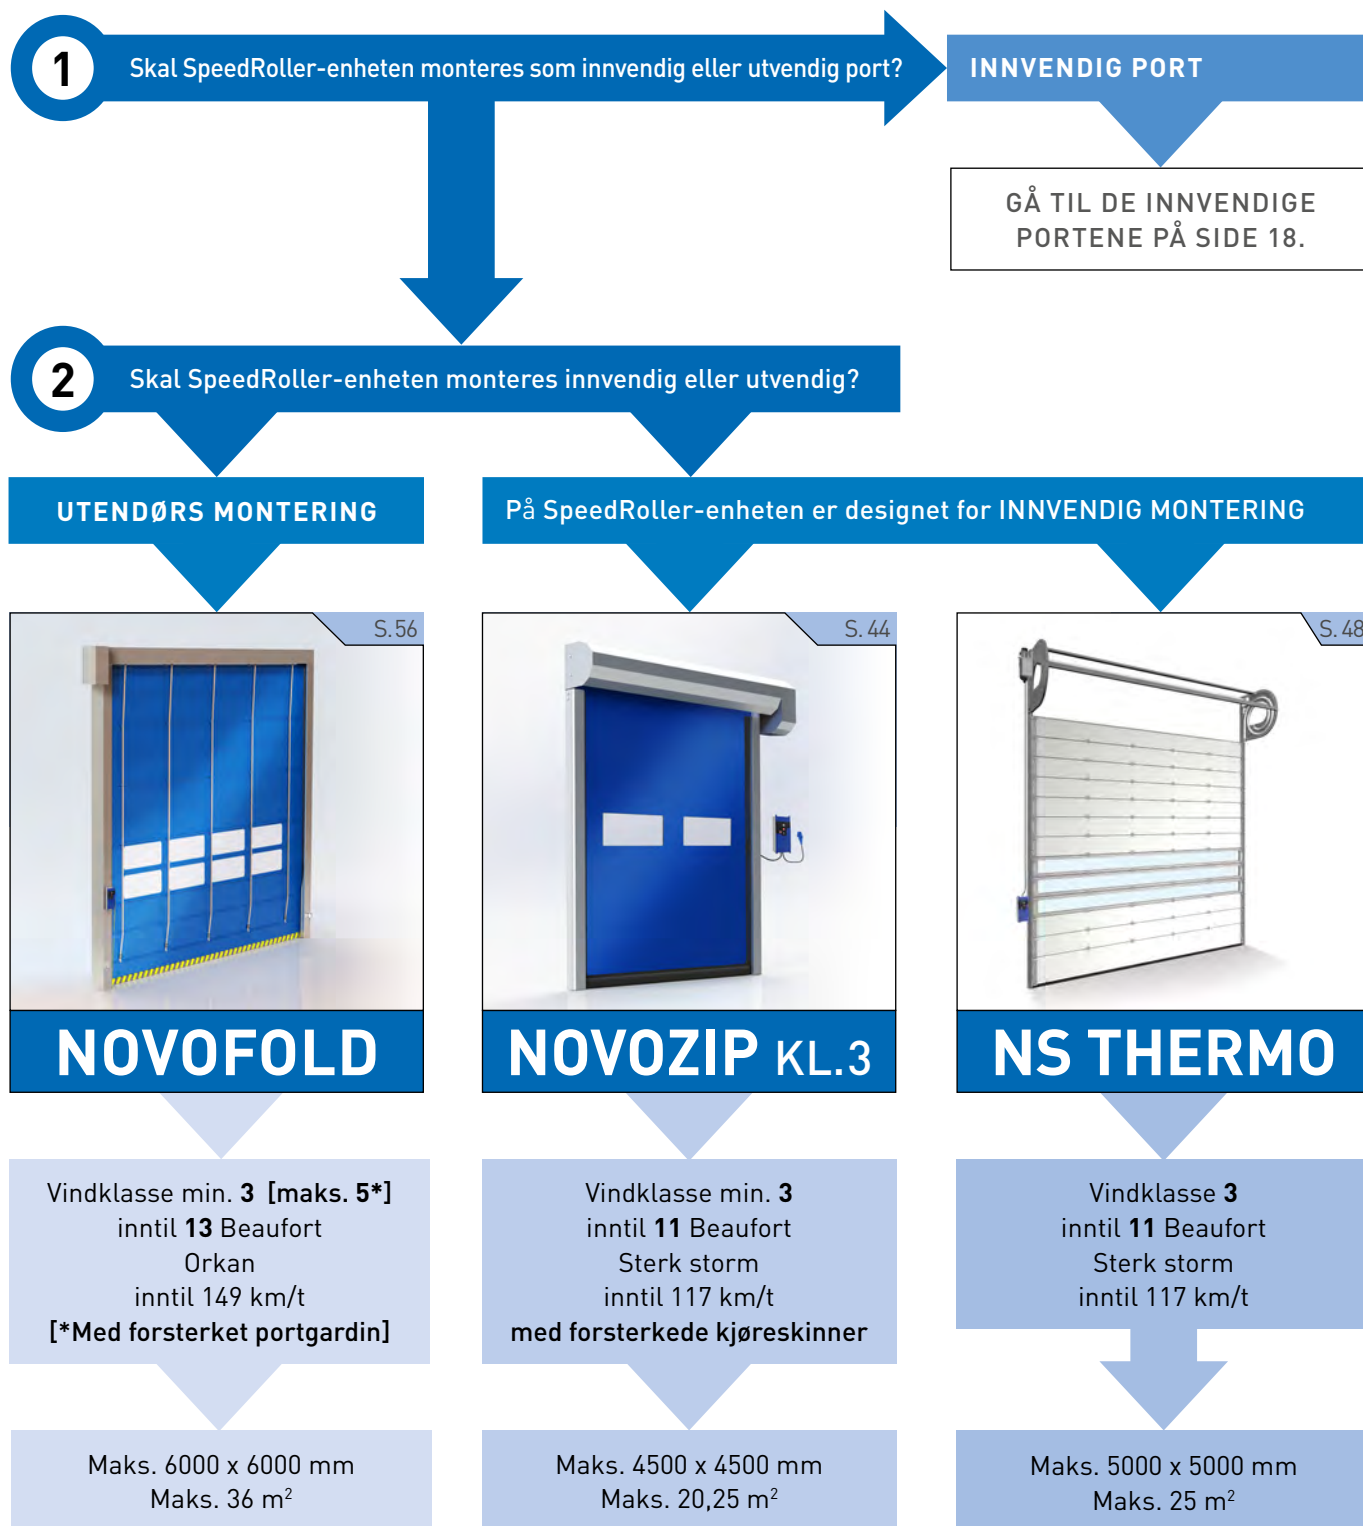 1
Skal SpeedRoller-enheten monteres som innvendig eller utvendig port?
INNVENDIG PORT
GÅ TIL DE INNVENDIGE
PORTENE PÅ SIDE 18.
2
Skal SpeedRoller-enheten monteres innvendig eller utvendig?
UTENDØRS MONTERING
På SpeedRoller-enheten er designet for INNVENDIG MONTERING
S. 56
NOVOFOLD
S. 44
NOVOZIP KL.3
S. 48
NS THERMO
Vindklasse min. 3 [maks. 5*]
inntil 13 Beaufort
Orkan
inntil 149 km/t
[*Med forsterket portgardin]
Vindklasse min. 3
inntil 11 Beaufort
Sterk storm
inntil 117 km/t
med forsterkede kjøreskinner
Vindklasse 3
inntil 11 Beaufort
Sterk storm
inntil 117 km/t
Maks. 6000 x 6000 mm
Maks. 36 m²
Maks. 4500 x 4500 mm
Maks. 20,25 m²
Maks. 5000 x 5000 mm
Maks. 25 m²